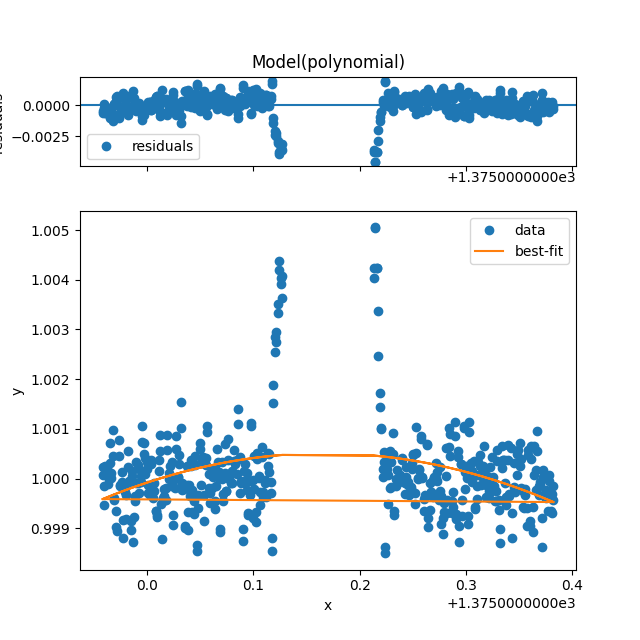 Model(polynomial)
0.0000
−0.0025
residuals
residuals
+1.3750000000e3
1.005
1.004
1.003
1.002
1.001
1.000
0.999
y
data
best-fit
0.0
0.1
0.2
0.3
0.4
x
+1.3750000000e3